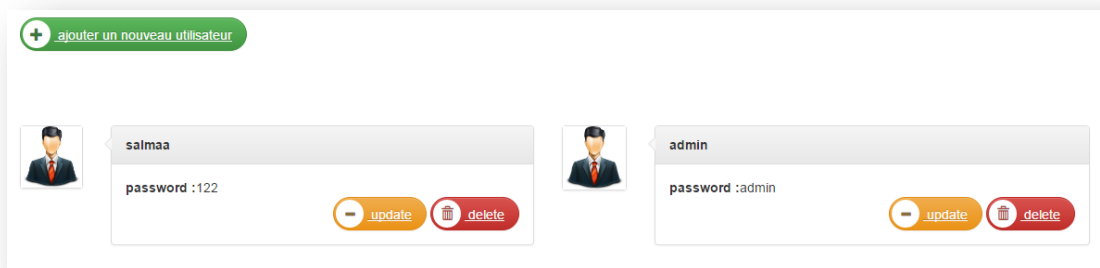 ajouter un nouveau utilisateur
salmaa
password :122
update delete
admin
password :admin
update delete